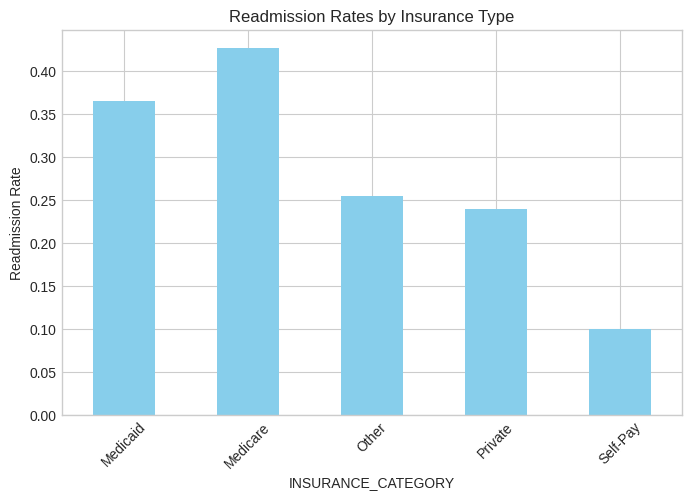 Readmission Rates by Insurance Type
Readmission Rate
0.40
0.35
0.30
0.25
0.20
0.15
0.10
0.05
0.00
Medicaid
Medicare
Other
Private
Self-Pay
INSURANCE_CATEGORY